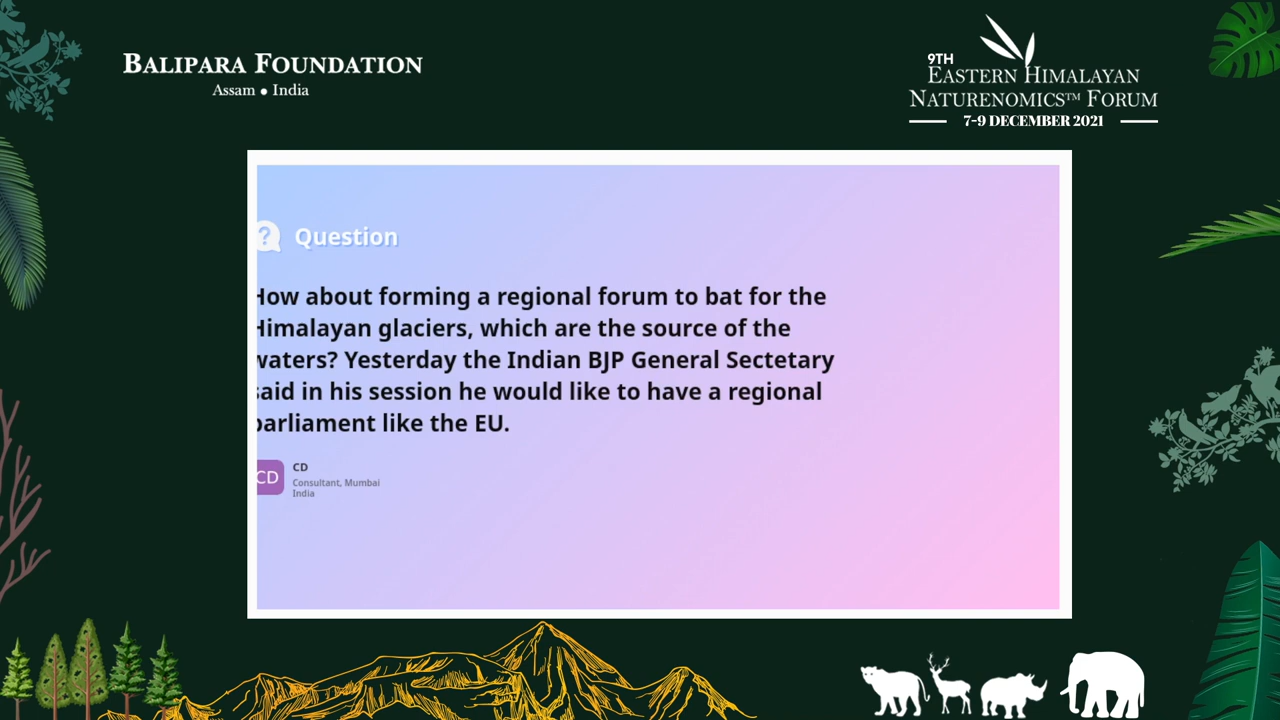 BALIPARA FOUNDATION
Assam • India
9TH
EASTERN HIMALAYAN
NATURENOMICS™ FORUM
7-9 DECEMBER 2021
? Question
How about forming a regional forum to bat for the
Himalayan glaciers, which are the source of the
waters? Yesterday the Indian BJP General Sectetary
said in his session he would like to have a regional
parliament like the EU.
CD
CD
Consultant, Mumbai
India